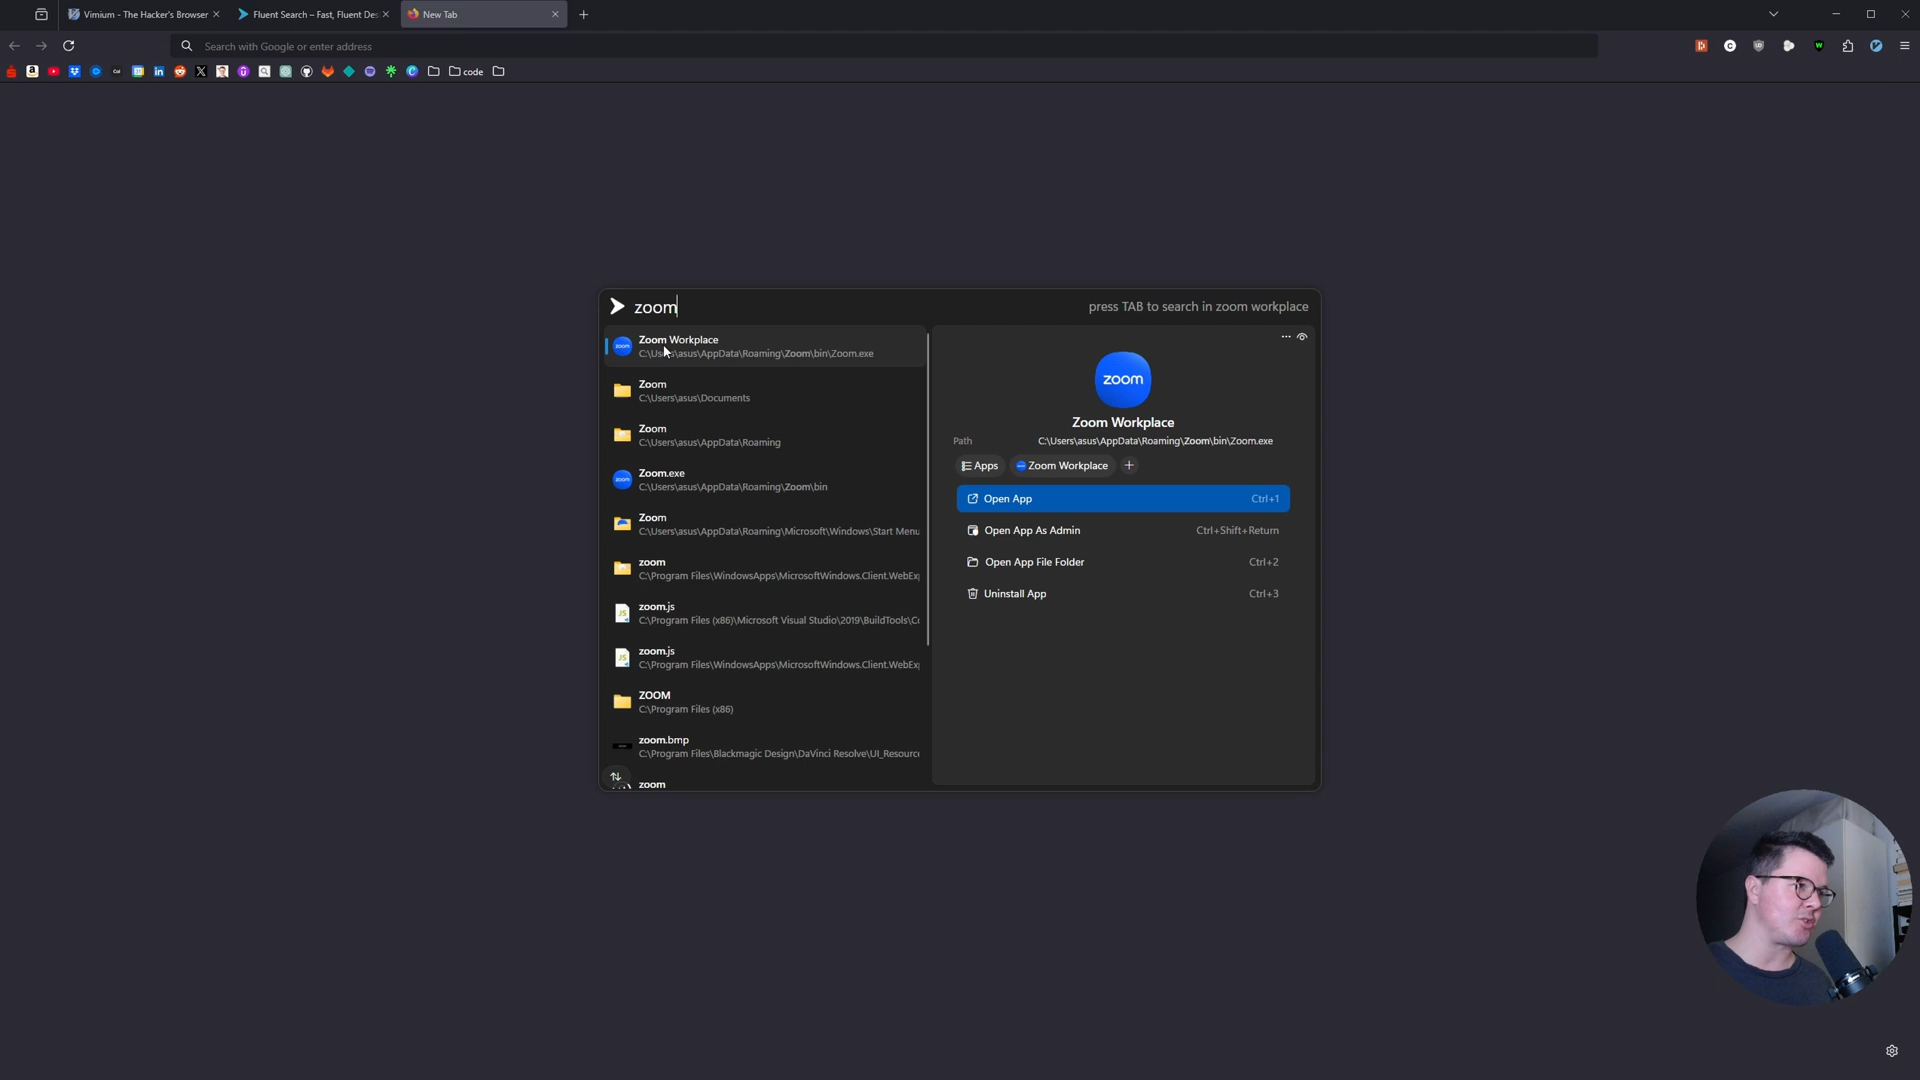 Vimium - The Hacker's Browser
Fluent Search – Fast, Fluent Des
New Tab
Search with Google or enter address
code
zoom
press TAB to search in zoom workplace
Zoom Workplace
C:\Users\asus\AppData\Roaming\Zoom\bin\Zoom.exe
Zoom
C:\Users\asus\Documents
Zoom
C:\Users\asus\AppData\Roaming
Zoom.exe
C:\Users\asus\AppData\Roaming\Zoom\bin
Zoom
C:\Users\asus\AppData\Roaming\Microsoft\Windows\Start Menu
zoom
C:\Program Files\WindowsApps\MicrosoftWindows.Client.WebEx
zoom.js
C:\Program Files (x86)\Microsoft Visual Studio\2019\BuildTools\Co
zoom.js
C:\Program Files\WindowsApps\MicrosoftWindows.Client.WebEx
ZOOM
C:\Program Files (x86)
zoom.bmp
C:\Program Files\Blackmagic Design\DaVinci Resolve\UI_Resource
zoom
zoom
Zoom Workplace
Path
C:\Users\asus\AppData\Roaming\Zoom\bin\Zoom.exe
Apps
Zoom Workplace
Open App
Ctrl+1
Open App As Admin
Ctrl+Shift+Return
Open App File Folder
Ctrl+2
Uninstall App
Ctrl+3